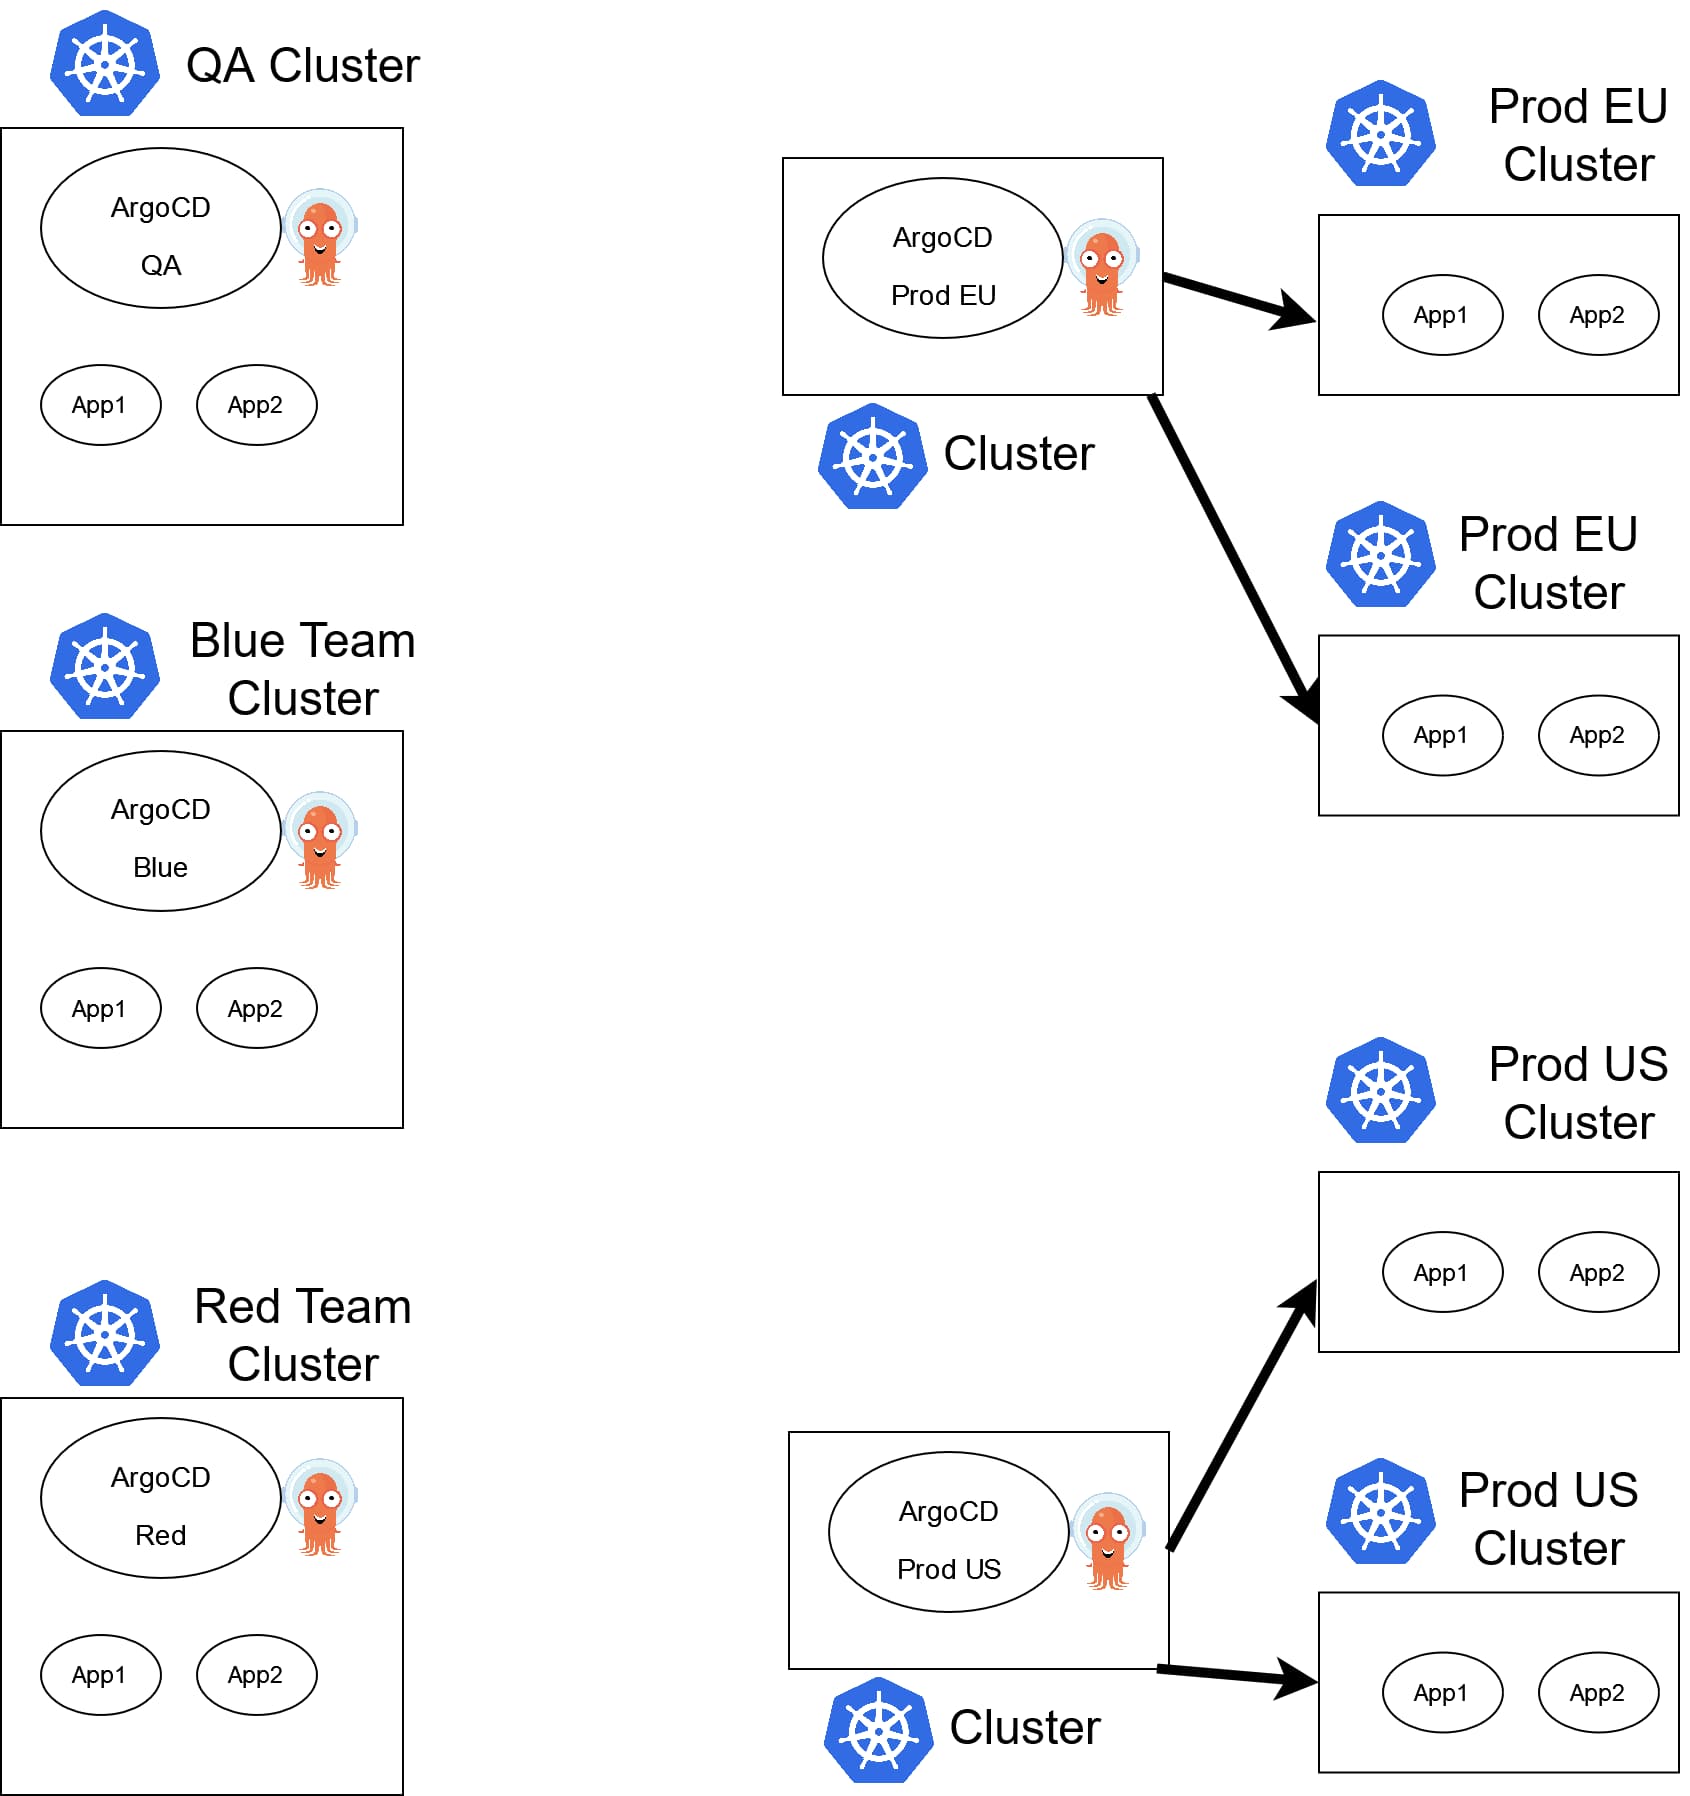 QA Cluster
ArgoCD
QA
App1
App2
Blue Team
Cluster
ArgoCD
Blue
App1
App2
Red Team
Cluster
ArgoCD
Red
App1
App2
ArgoCD
Prod EU
Cluster
Prod EU
Cluster
App1
App2
Prod EU
Cluster
App1
App2
ArgoCD
Prod US
Cluster
Prod US
Cluster
App1
App2
Prod US
Cluster
App1
App2